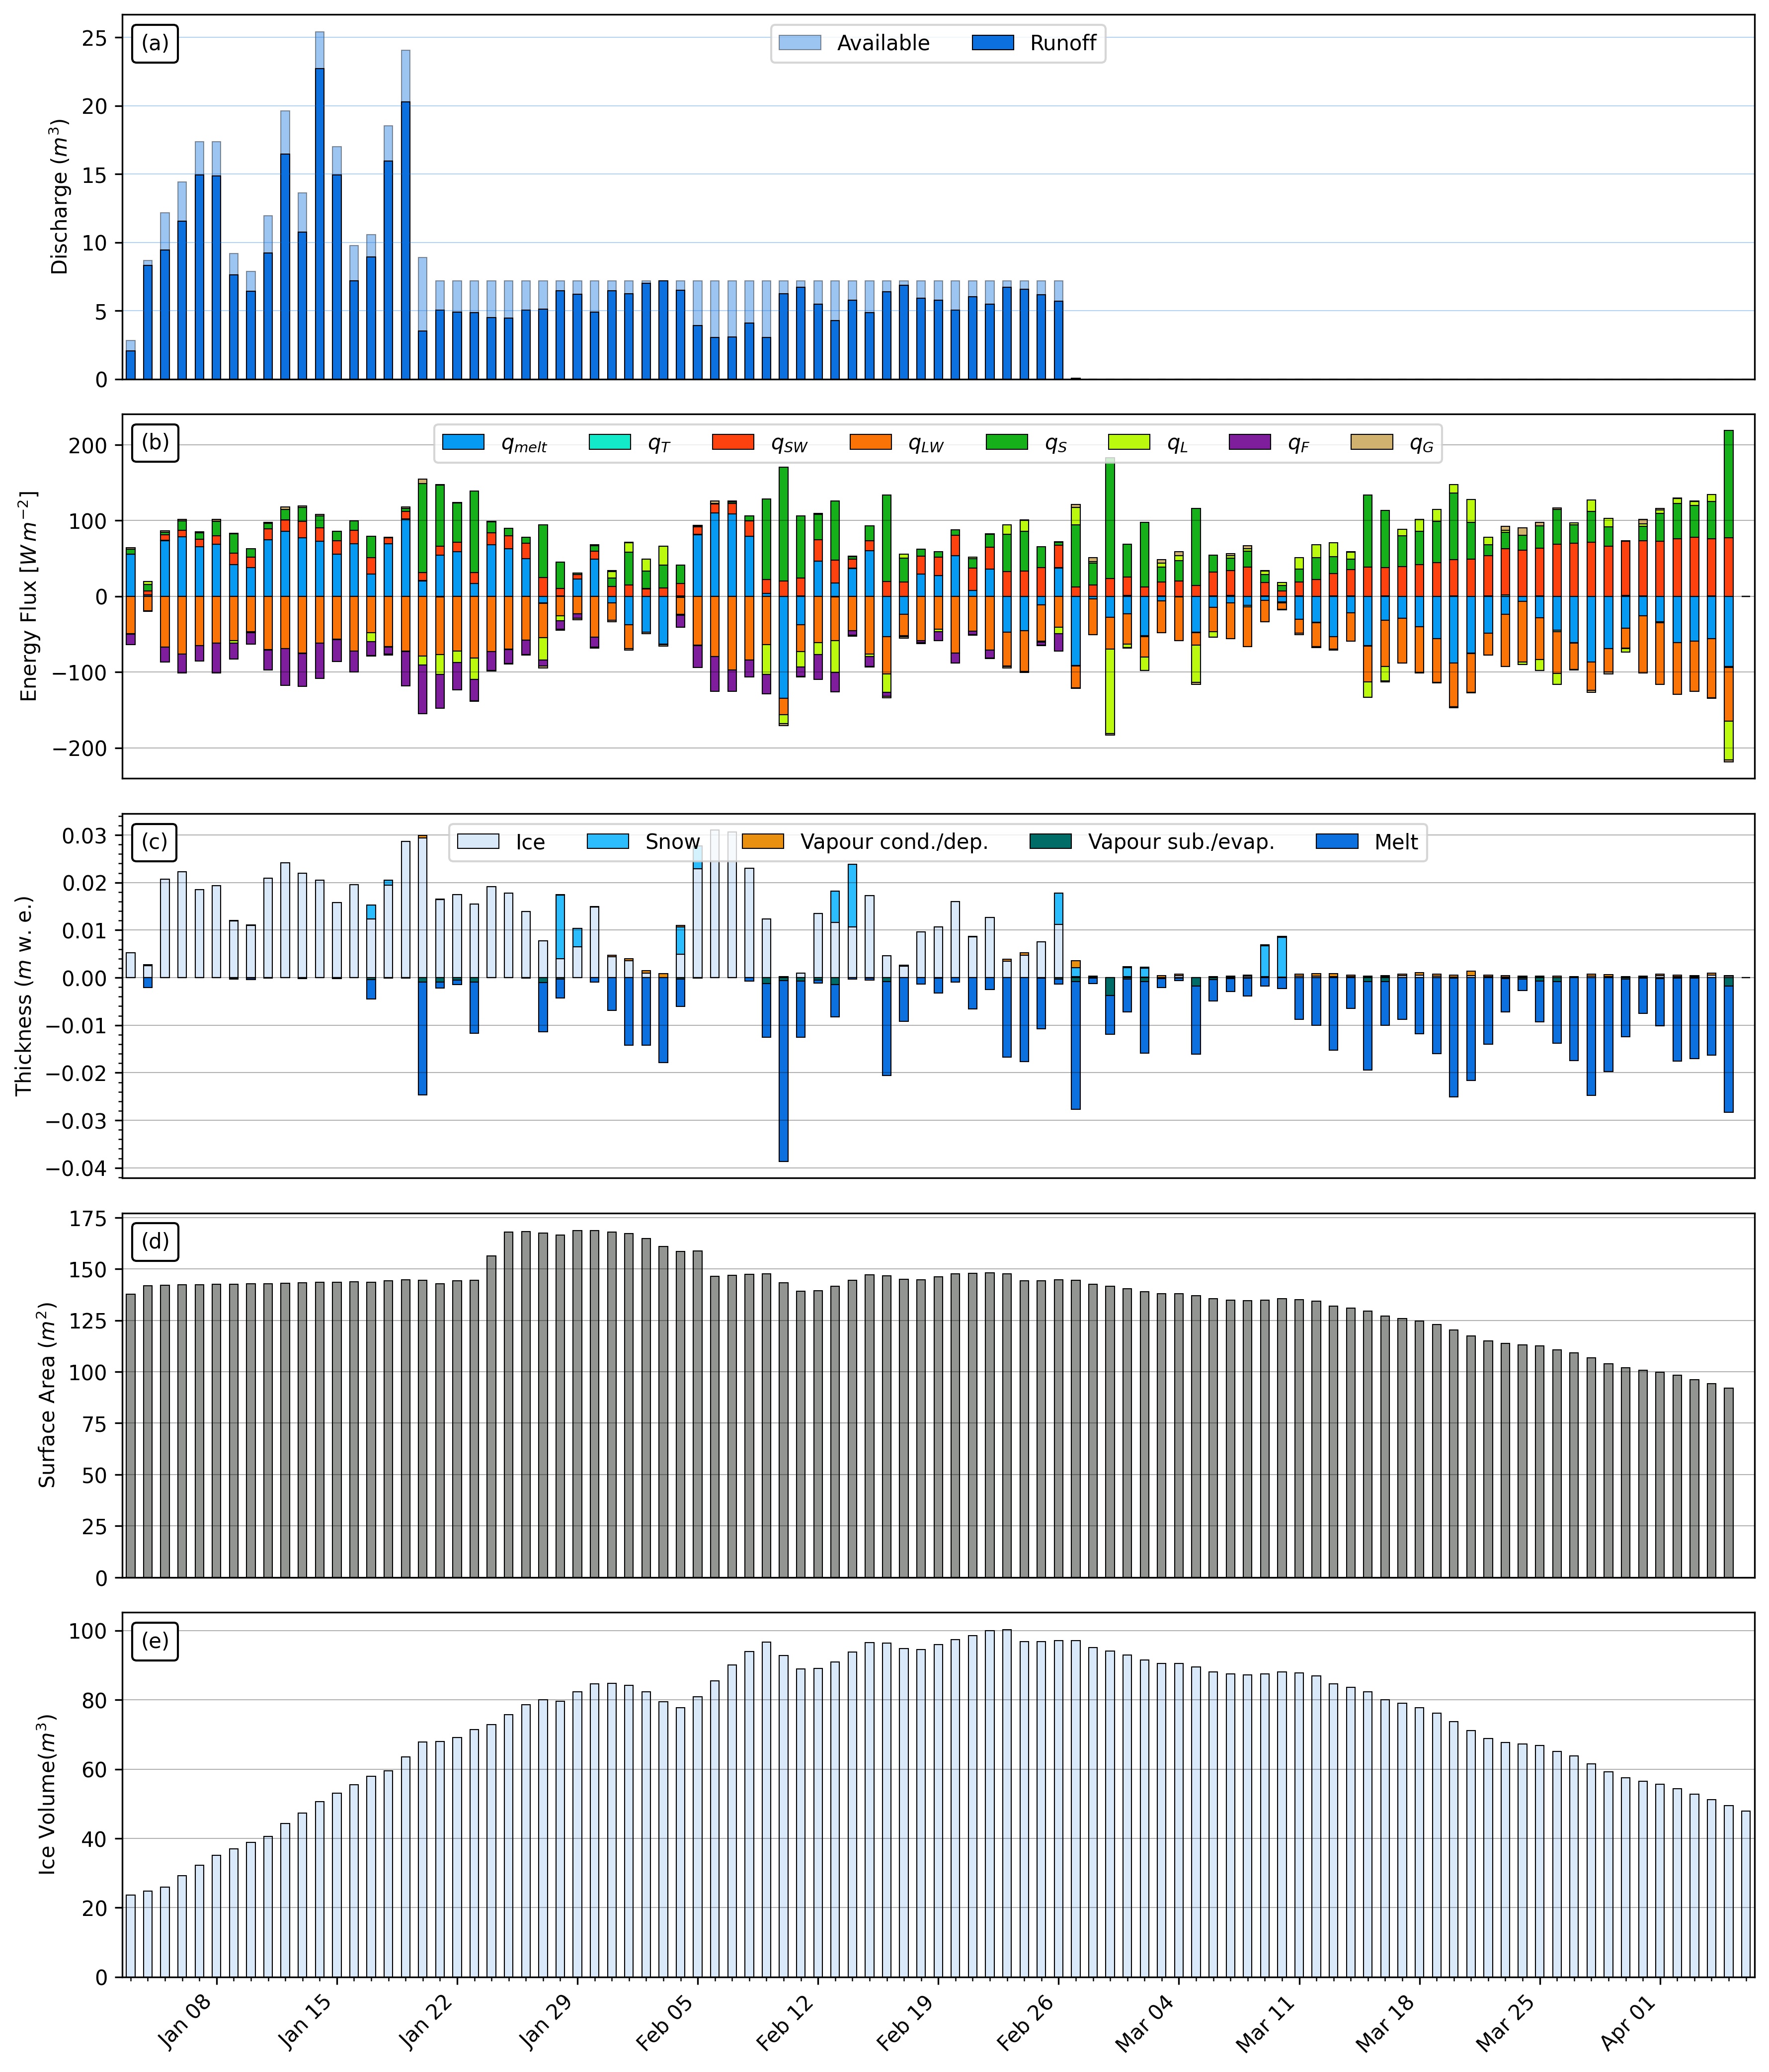 (a)
Available Runoff
25
20
15
10
5
0
Discharge (m³)
(b)
q_melt q_T q_SW q_LW q_S q_L q_F q_G
200
100
0
−100
−200
Energy Flux [W m⁻²]
(c)
Ice Snow Vapour cond./dep. Vapour sub./evap. Melt
0.03
0.02
0.01
0.00
−0.01
−0.02
−0.03
−0.04
Thickness (m w. e.)
(d)
175
150
125
100
75
50
25
0
Surface Area (m²)
(e)
100
80
60
40
20
0
Ice Volume(m³)
Jan 08 Jan 15 Jan 22 Jan 29 Feb 05 Feb 12 Feb 19 Feb 26 Mar 04 Mar 11 Mar 18 Mar 25 Apr 01